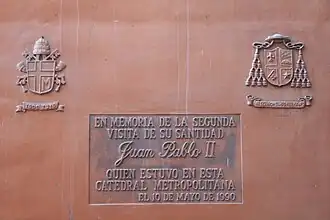 EN MEMORIA DE LA SEGUNDA
VISITA DE SU SANTIDAD
Juan Pablo II
QUIEN ESTUVO EN ESTA
CATEDRAL METROPOLITANA
EL 10 DE MAYO DE 1990